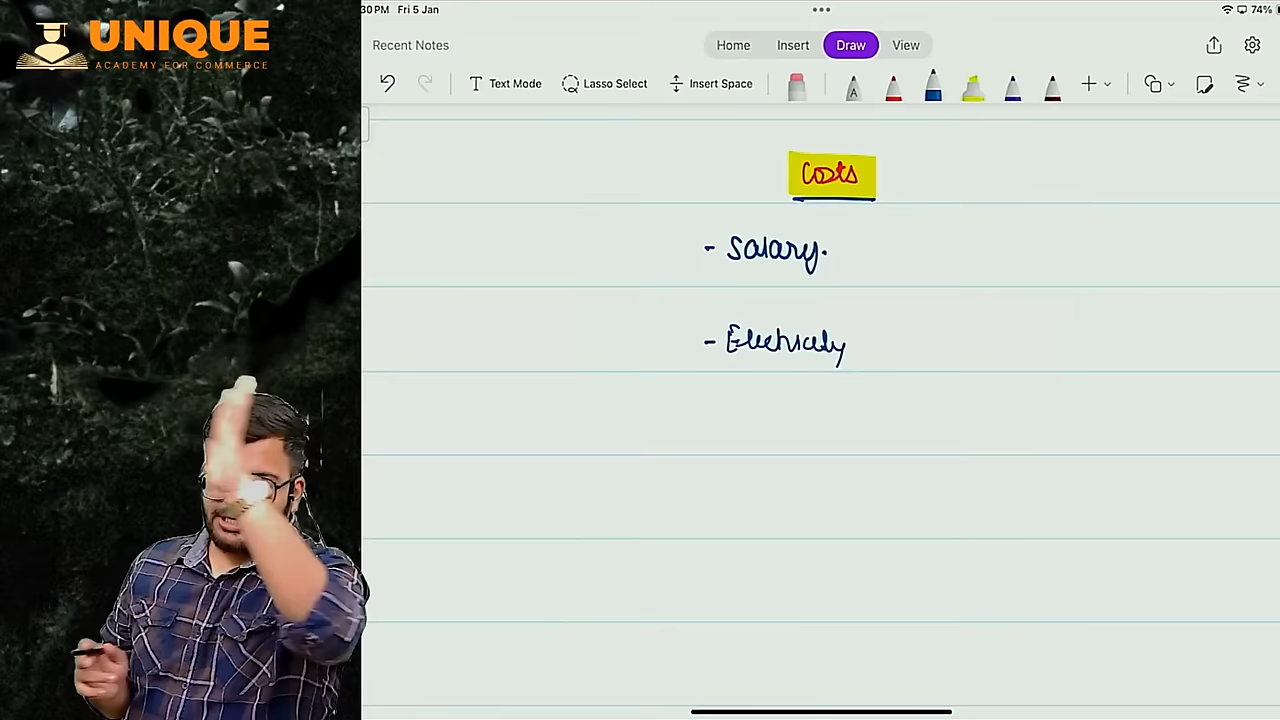 UNIQUE
ACADEMY FOR COMMERCE
30 PM Fri 5 Jan
74%
Recent Notes
Home Insert Draw View
Text Mode Lasso Select Insert Space
A
Costs
- Salary.
- Electricity